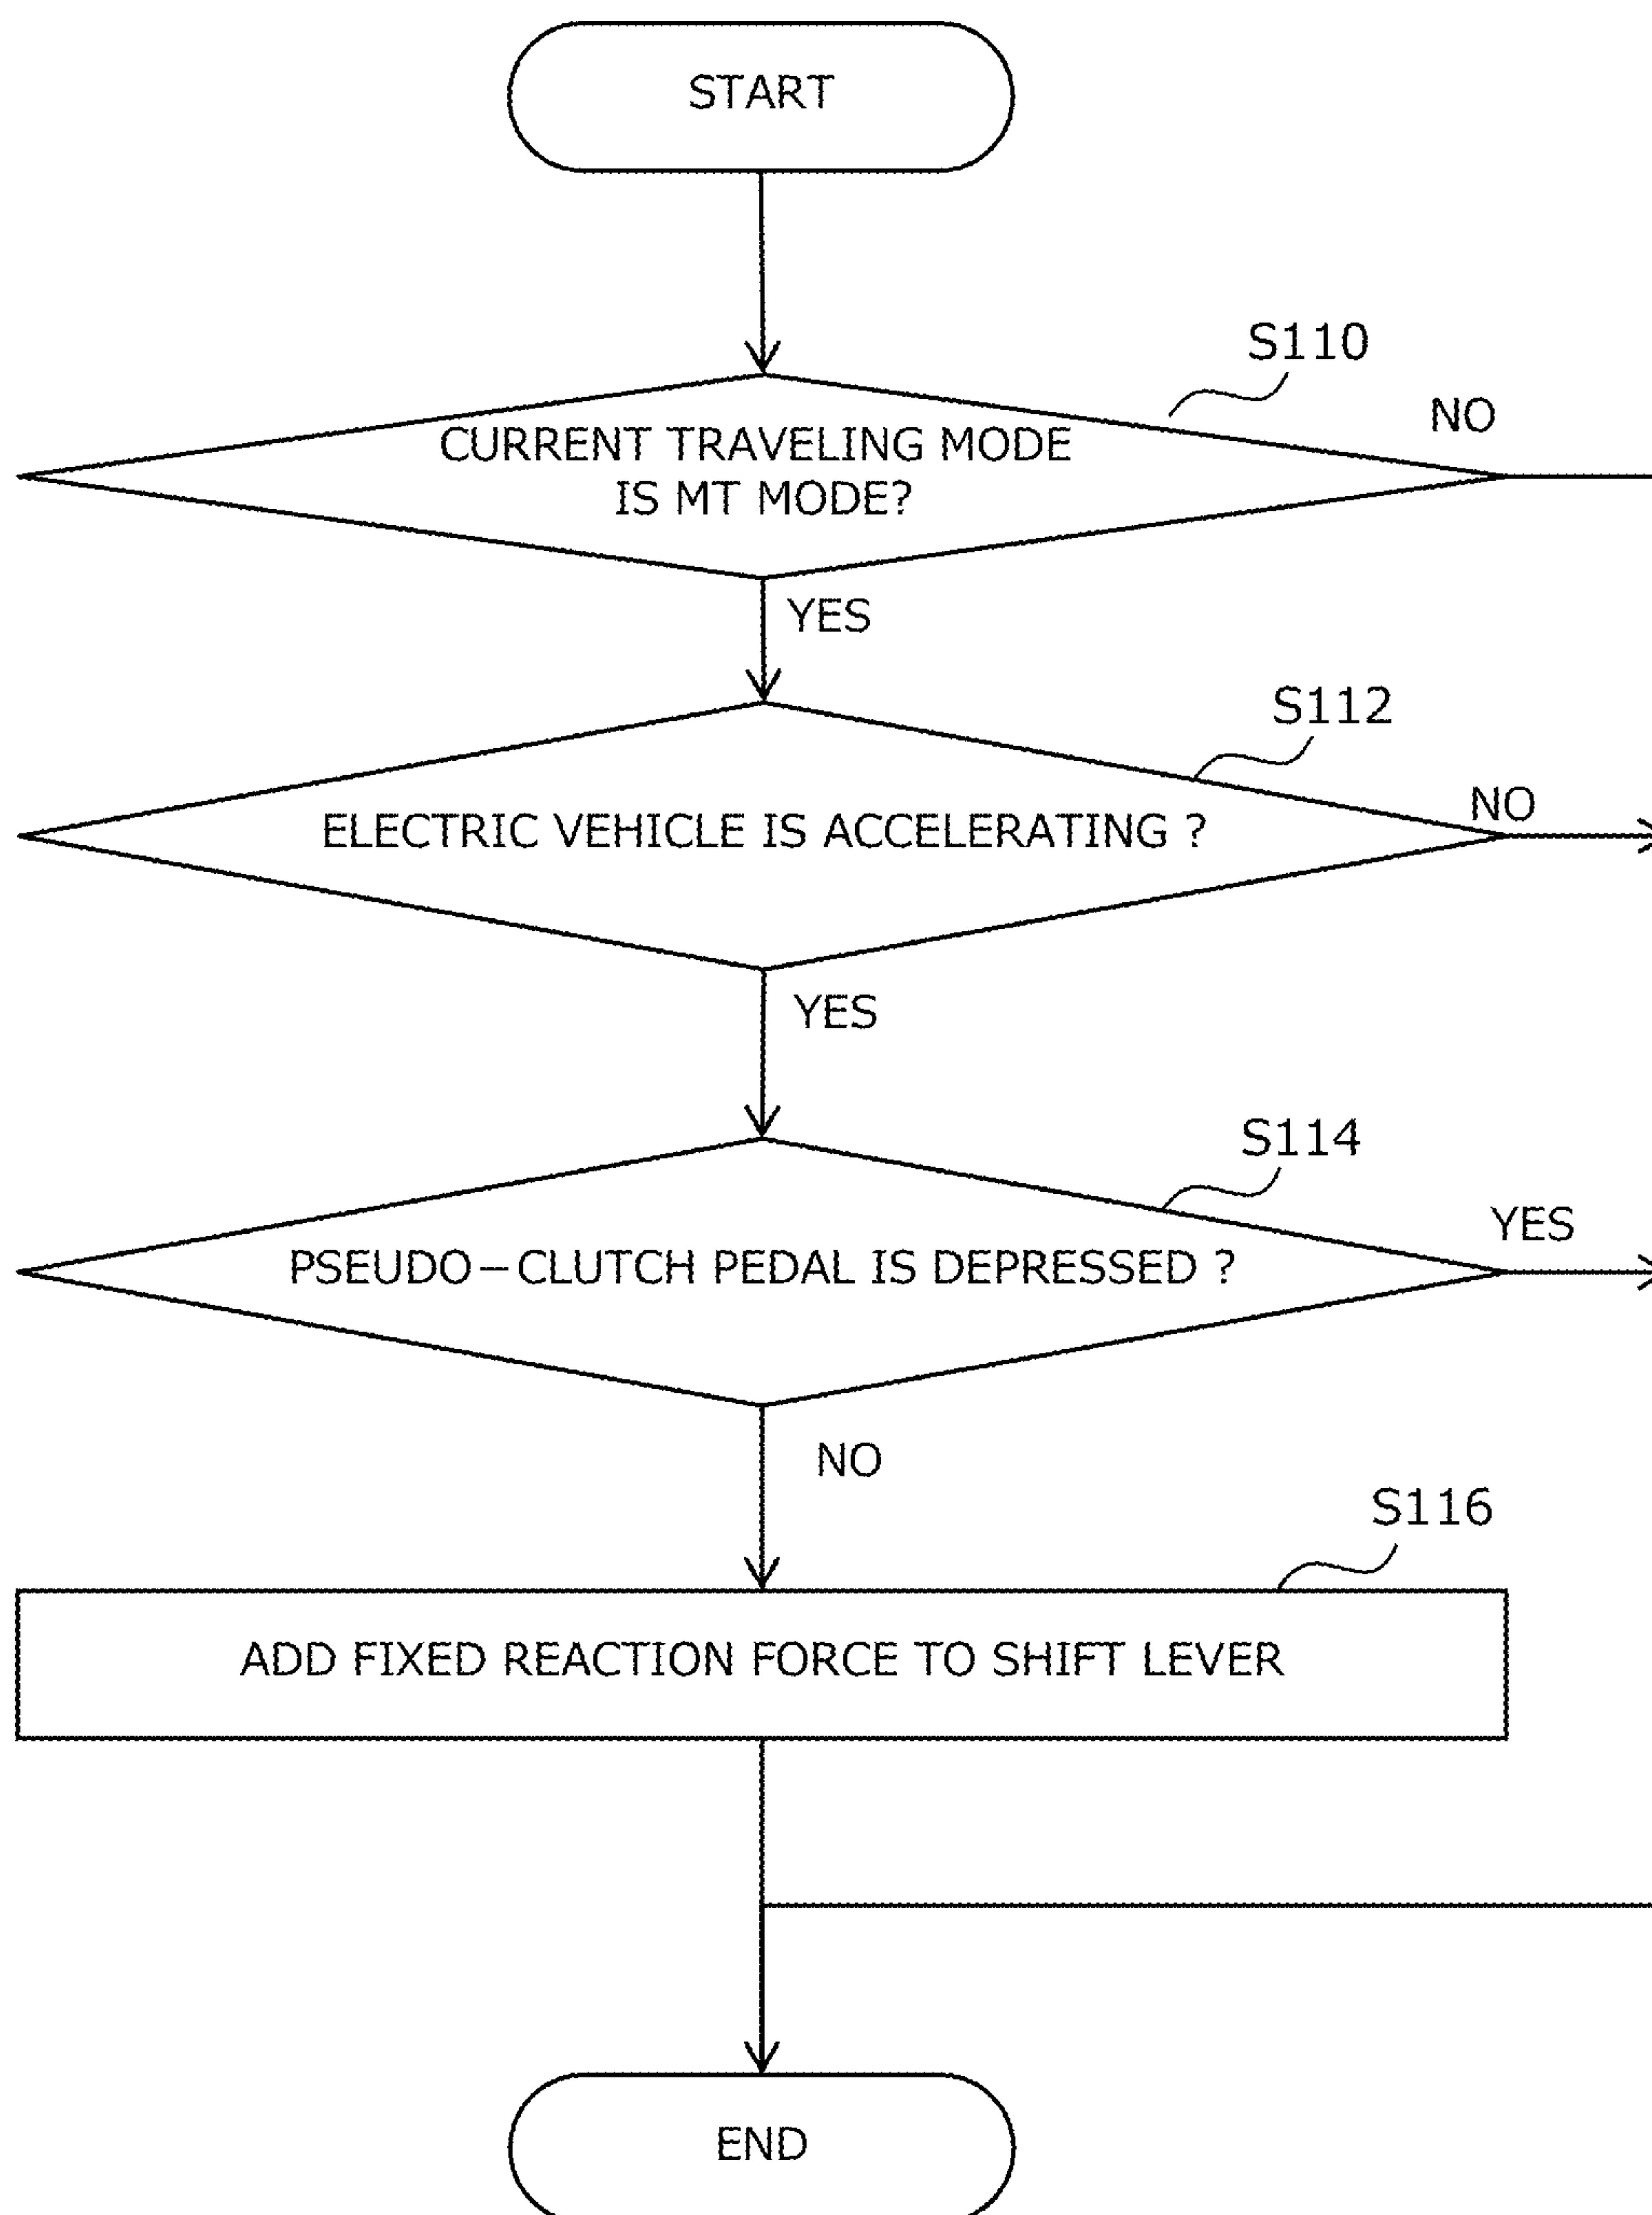 START
S110
NO
CURRENT TRAVELING MODE
IS MT MODE?
YES
S112
NO
ELECTRIC VEHICLE IS ACCELERATING ?
YES
S114
YES
PSEUDO–CLUTCH PEDAL IS DEPRESSED ?
NO
S116
ADD FIXED REACTION FORCE TO SHIFT LEVER
END